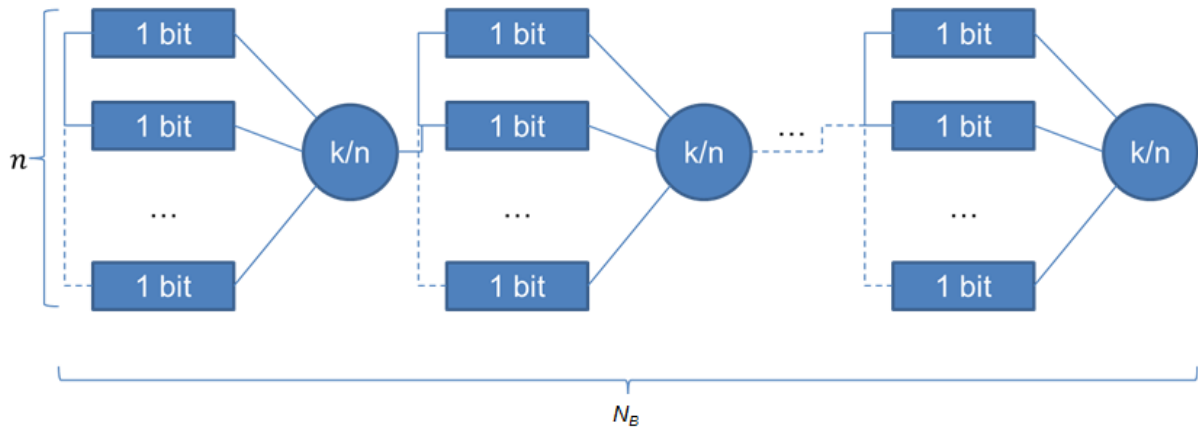 1 bit 1 bit 1 bit
1 bit 1 bit 1 bit
n k/n k/n ... k/n
... ... ...
1 bit 1 bit 1 bit
N_B